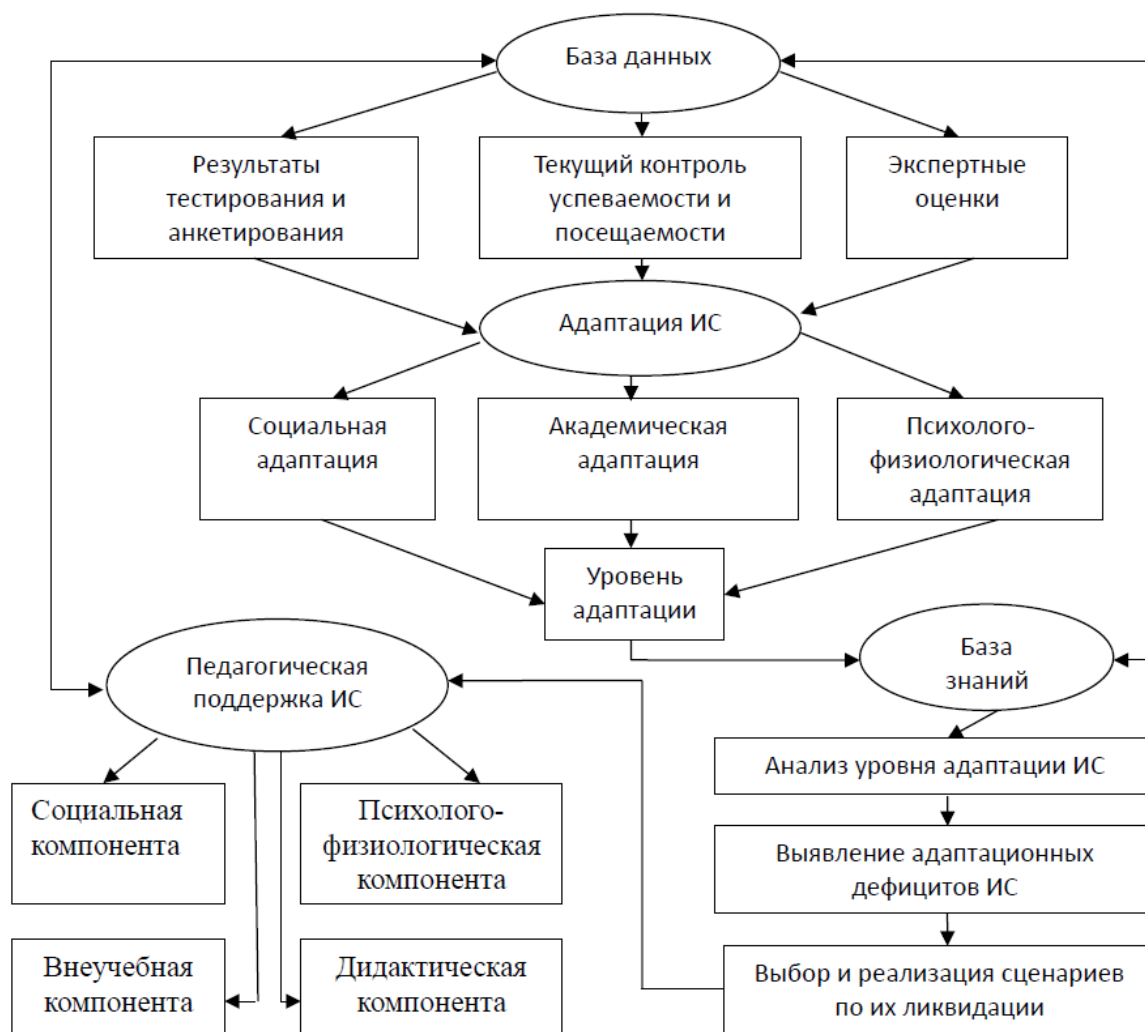 База данных
Результаты
тестирования и
анкетирования
Текущий контроль
успеваемости и
посещаемости
Экспертные
оценки
Адаптация ИС
Социальная
адаптация
Академическая
адаптация
Психолого-
физиологическая
адаптация
Уровень
адаптации
База
знаний
Педагогическая
поддержка ИС
Анализ уровня адаптации ИС
Социальная
компонента
Психолого-
физиологическая
компонента
Выявление адаптационных
дефицитов ИС
Внеучебная
компонента
Дидактическая
компонента
Выбор и реализация сценариев
по их ликвидации